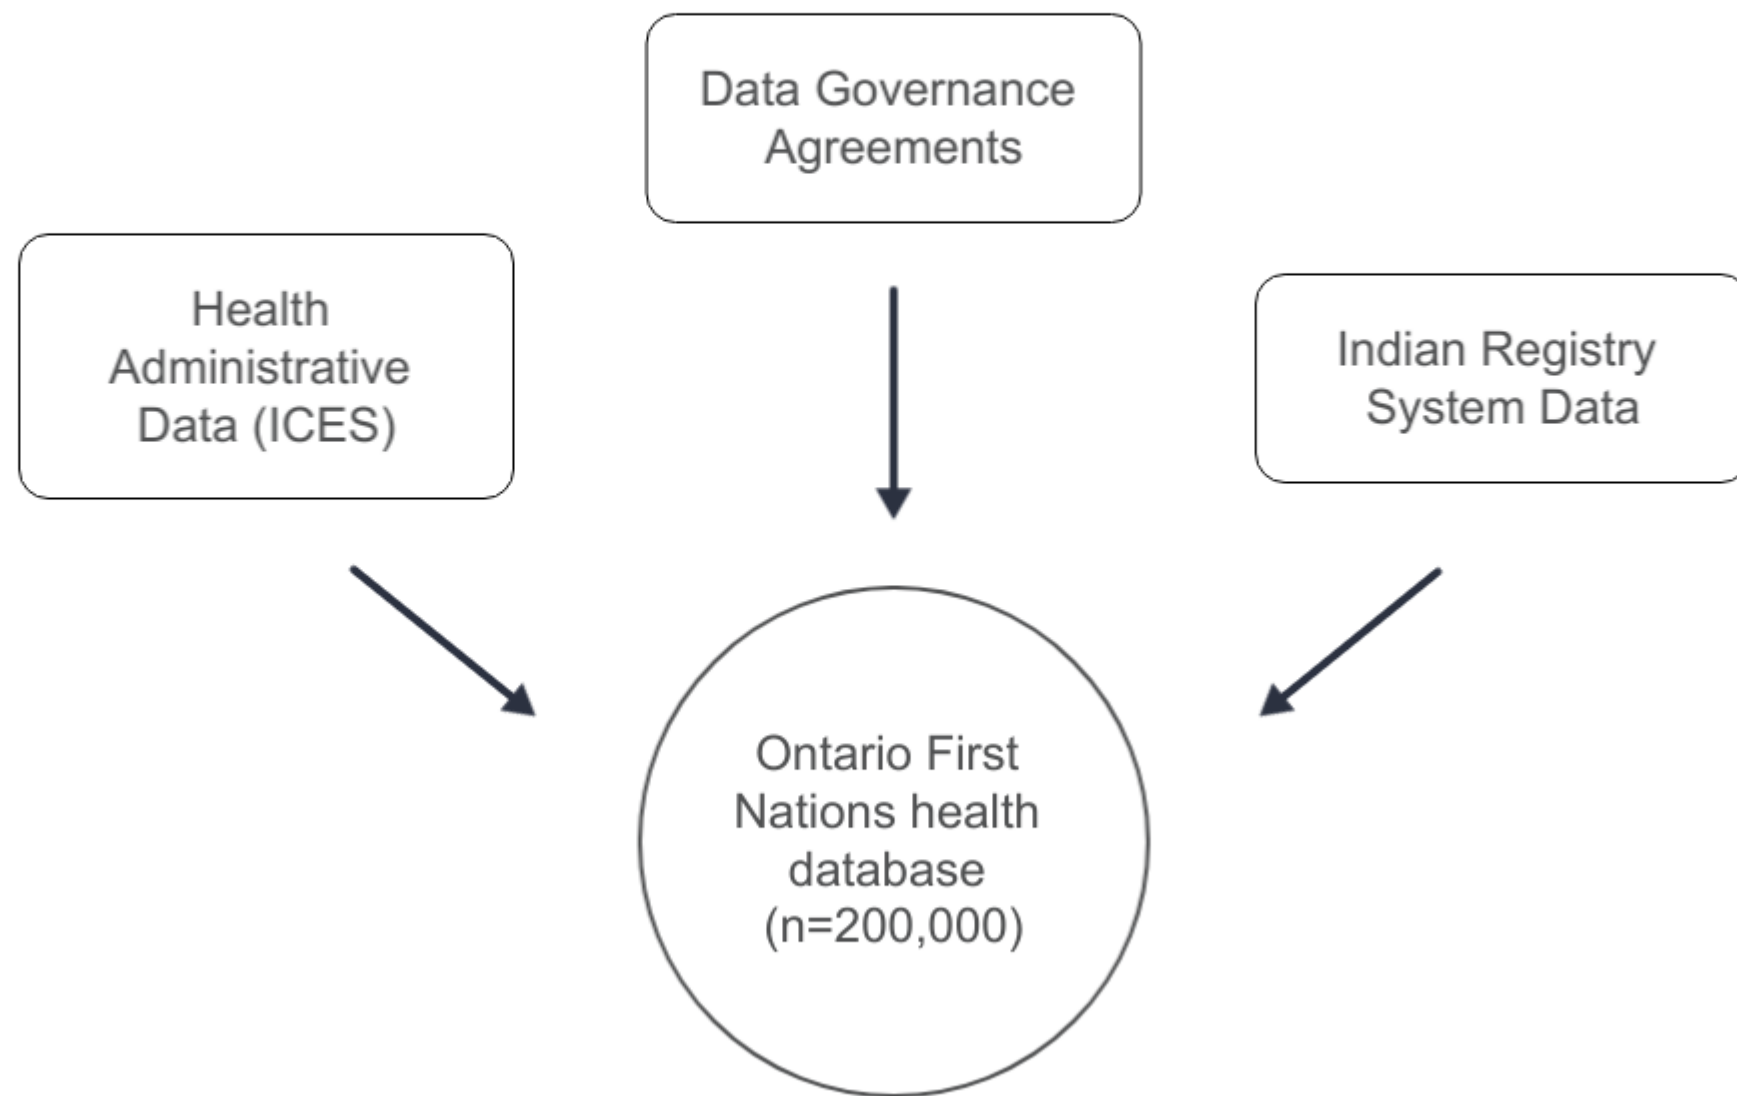 Data Governance
Agreements
Health
Administrative
Data (ICES)
Indian Registry
System Data
Ontario First
Nations health
database
(n=200,000)